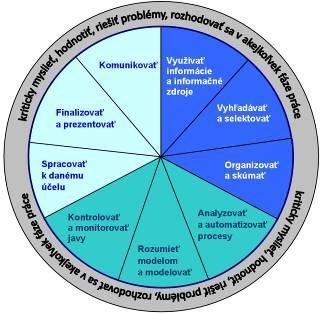 kriticky myslieť, hodnotiť, riešiť problémy, rozhodovať sa v akejkoľvek fáze práce
Komunikovať
Využívať
informácie
a informačné
zdroje
Vyhľadávať
a selektovať
Organizovať
a skúmať
Analyzovať
a automatizovať
procesy
Rozumieť
modelom
a modelovať
Kontrolovať
a monitorovať
javy
Spracovať
k danému
účelu
Finalizovať
a prezentovať
kriticky myslieť, hodnotiť, riešiť problémy, rozhodovať sa v akejkoľvek fáze práce